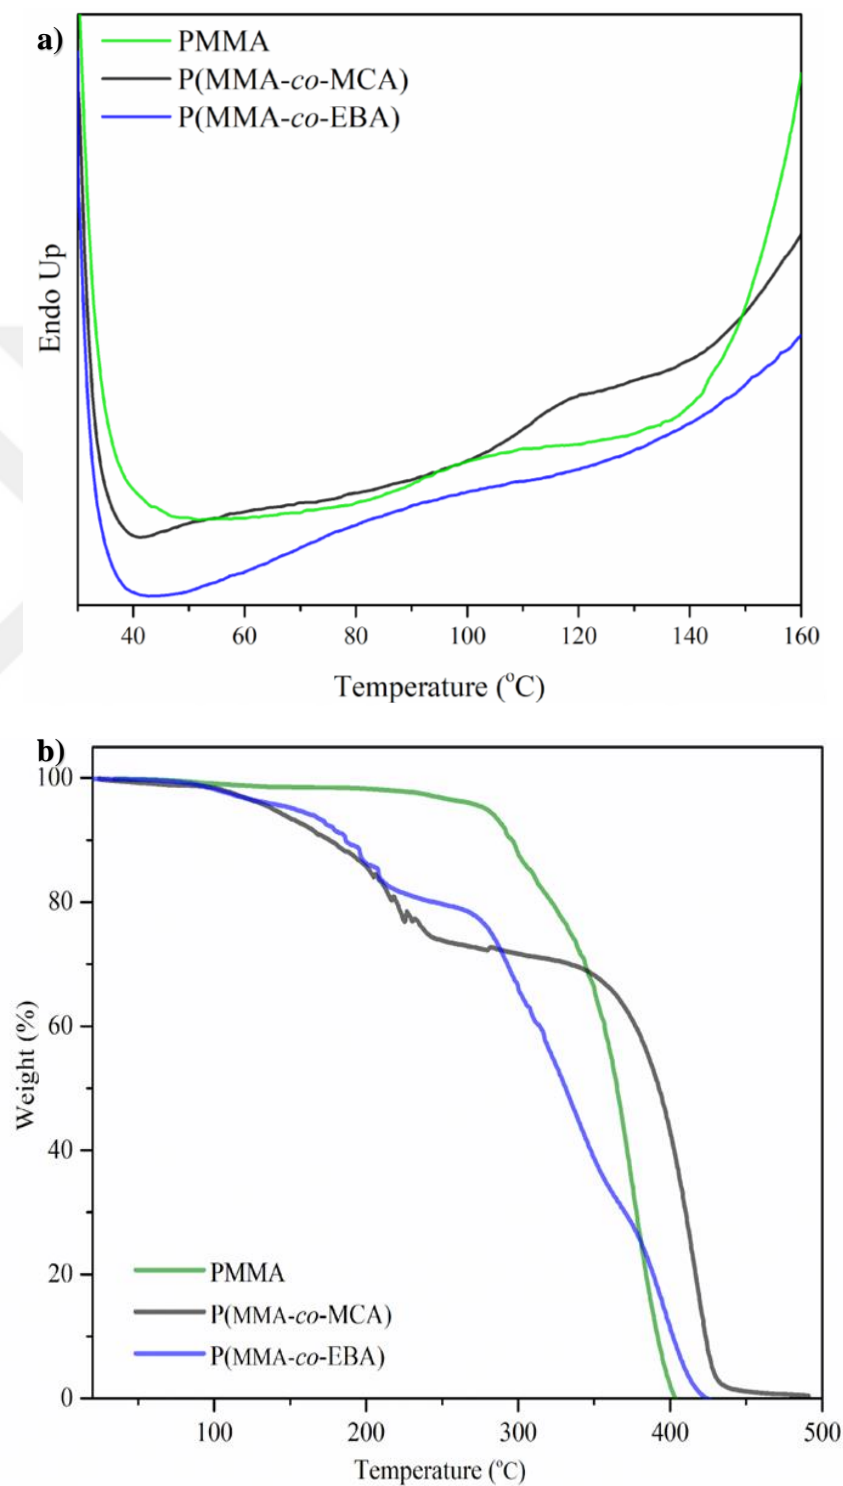 a)
PMMA
P(MMA-co-MCA)
P(MMA-co-EBA)
Endo Up
40 60 80 100 120 140 160
Temperature (°C)
b)
100
80
60
40
20
0
Weight (%)
PMMA
P(MMA-co-MCA)
P(MMA-co-EBA)
100 200 300 400 500
Temperature (°C)